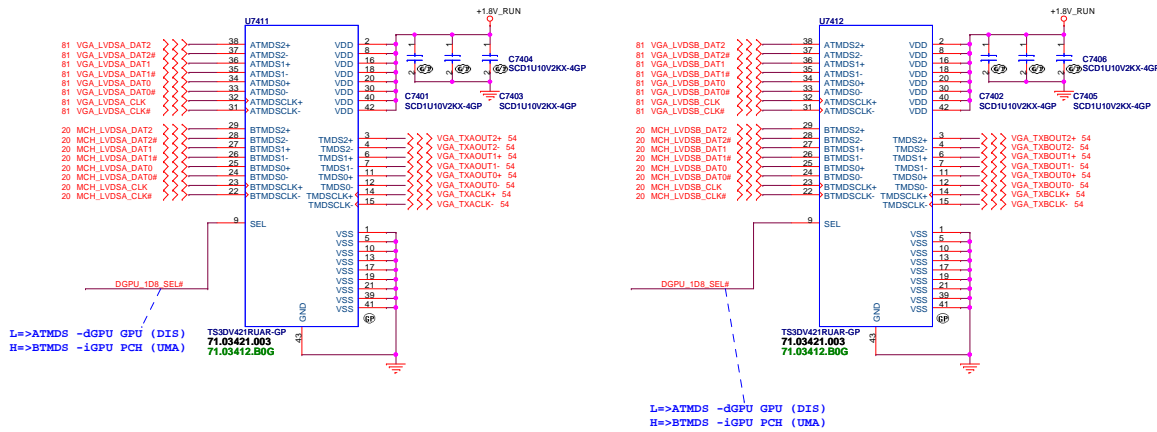 U7411
+1.8V_RUN
81 VGA_LVDSA_DAT2 38 ATMDS2+ VDD 2
81 VGA_LVDSA_DAT2# 37 ATMDS2- VDD 8
81 VGA_LVDSA_DAT1 36 ATMDS1+ VDD 16
81 VGA_LVDSA_DAT1# 35 ATMDS1- VDD 18
81 VGA_LVDSA_DAT0 34 ATMDS0+ VDD 20
81 VGA_LVDSA_DAT0# 33 ATMDS0- VDD 30
81 VGA_LVDSA_CLK 32 ATMDSCLK+ VDD 40
81 VGA_LVDSA_CLK# 31 ATMDSCLK- VDD 42
1 1 1
2 2 2
C7404
SCD1U10V2KX-4GP
C7401 C7403
SCD1U10V2KX-4GP SCD1U10V2KX-4GP
20 MCH_LVDSA_DAT2 29 BTMDS2+
20 MCH_LVDSA_DAT2# 28 BTMDS2- TMDS2+ 3 VGA_TXAOUT2+ 54
20 MCH_LVDSA_DAT1 27 BTMDS1+ TMDS2- 4 VGA_TXAOUT2- 54
20 MCH_LVDSA_DAT1# 26 BTMDS1- TMDS1+ 6 VGA_TXAOUT1+ 54
20 MCH_LVDSA_DAT0 25 BTMDS0+ TMDS1- 7 VGA_TXAOUT1- 54
20 MCH_LVDSA_DAT0# 24 BTMDS0- TMDS0+ 11 VGA_TXAOUT0+ 54
20 MCH_LVDSA_CLK 23 BTMDSCLK+ TMDS0- 12 VGA_TXAOUT0- 54
20 MCH_LVDSA_CLK# 22 BTMDSCLK- TMDSCLK+ 14 VGA_TXACLK+ 54
TMDSCLK- 15 VGA_TXACLK- 54
9 SEL
VSS 1
VSS 5
VSS 10
VSS 13
VSS 17
VSS 19
VSS 21
VSS 39
VSS 41
DGPU_1D8_SEL#
GND
43
GP
L=>ATMDS -dGPU GPU (DIS)
H=>BTMDS -iGPU PCH (UMA)
TS3DV421RUAR-GP
71.03421.003
71.03412.B0G
U7412
+1.8V_RUN
81 VGA_LVDSB_DAT2 38 ATMDS2+ VDD 2
81 VGA_LVDSB_DAT2# 37 ATMDS2- VDD 8
81 VGA_LVDSB_DAT1 36 ATMDS1+ VDD 16
81 VGA_LVDSB_DAT1# 35 ATMDS1- VDD 18
81 VGA_LVDSB_DAT0 34 ATMDS0+ VDD 20
81 VGA_LVDSB_DAT0# 33 ATMDS0- VDD 30
81 VGA_LVDSB_CLK 32 ATMDSCLK+ VDD 40
81 VGA_LVDSB_CLK# 31 ATMDSCLK- VDD 42
1 1 1
2 2 2
C7406
SCD1U10V2KX-4GP
C7402 C7405
SCD1U10V2KX-4GP SCD1U10V2KX-4GP
20 MCH_LVDSB_DAT2 29 BTMDS2+
20 MCH_LVDSB_DAT2# 28 BTMDS2- TMDS2+ 3 VGA_TXBOUT2+ 54
20 MCH_LVDSB_DAT1 27 BTMDS1+ TMDS2- 4 VGA_TXBOUT2- 54
20 MCH_LVDSB_DAT1# 26 BTMDS1- TMDS1+ 6 VGA_TXBOUT1+ 54
20 MCH_LVDSB_DAT0 25 BTMDS0+ TMDS1- 7 VGA_TXBOUT1- 54
20 MCH_LVDSB_DAT0# 24 BTMDS0- TMDS0+ 11 VGA_TXBOUT0+ 54
20 MCH_LVDSB_CLK 23 BTMDSCLK+ TMDS0- 12 VGA_TXBOUT0- 54
20 MCH_LVDSB_CLK# 22 BTMDSCLK- TMDSCLK+ 14 VGA_TXBCLK+ 54
TMDSCLK- 15 VGA_TXBCLK- 54
9 SEL
VSS 1
VSS 5
VSS 10
VSS 13
VSS 17
VSS 19
VSS 21
VSS 39
VSS 41
DGPU_1D8_SEL#
GND
43
GP
TS3DV421RUAR-GP
71.03421.003
71.03412.B0G
L=>ATMDS -dGPU GPU (DIS)
H=>BTMDS -iGPU PCH (UMA)